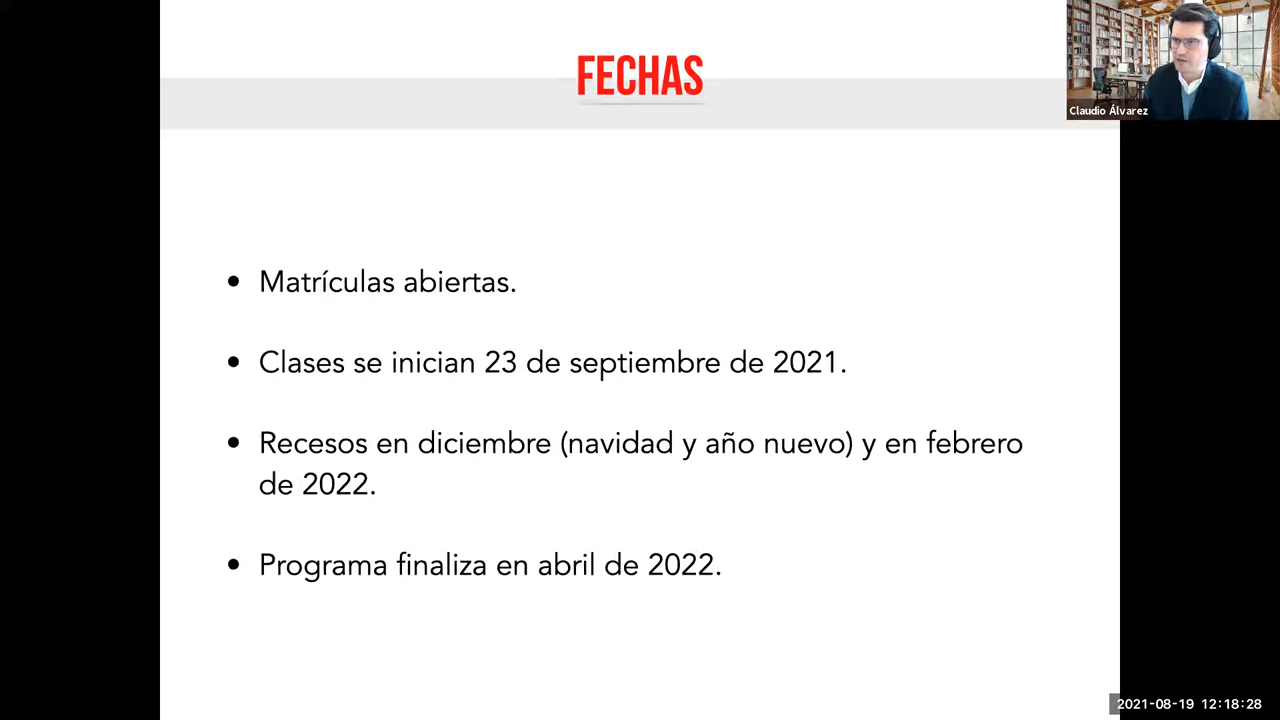 FECHAS
Claudio Álvarez
• Matrículas abiertas.
• Clases se inician 23 de septiembre de 2021.
• Recesos en diciembre (navidad y año nuevo) y en febrero
de 2022.
• Programa finaliza en abril de 2022.
2021-08-19 12:18:28